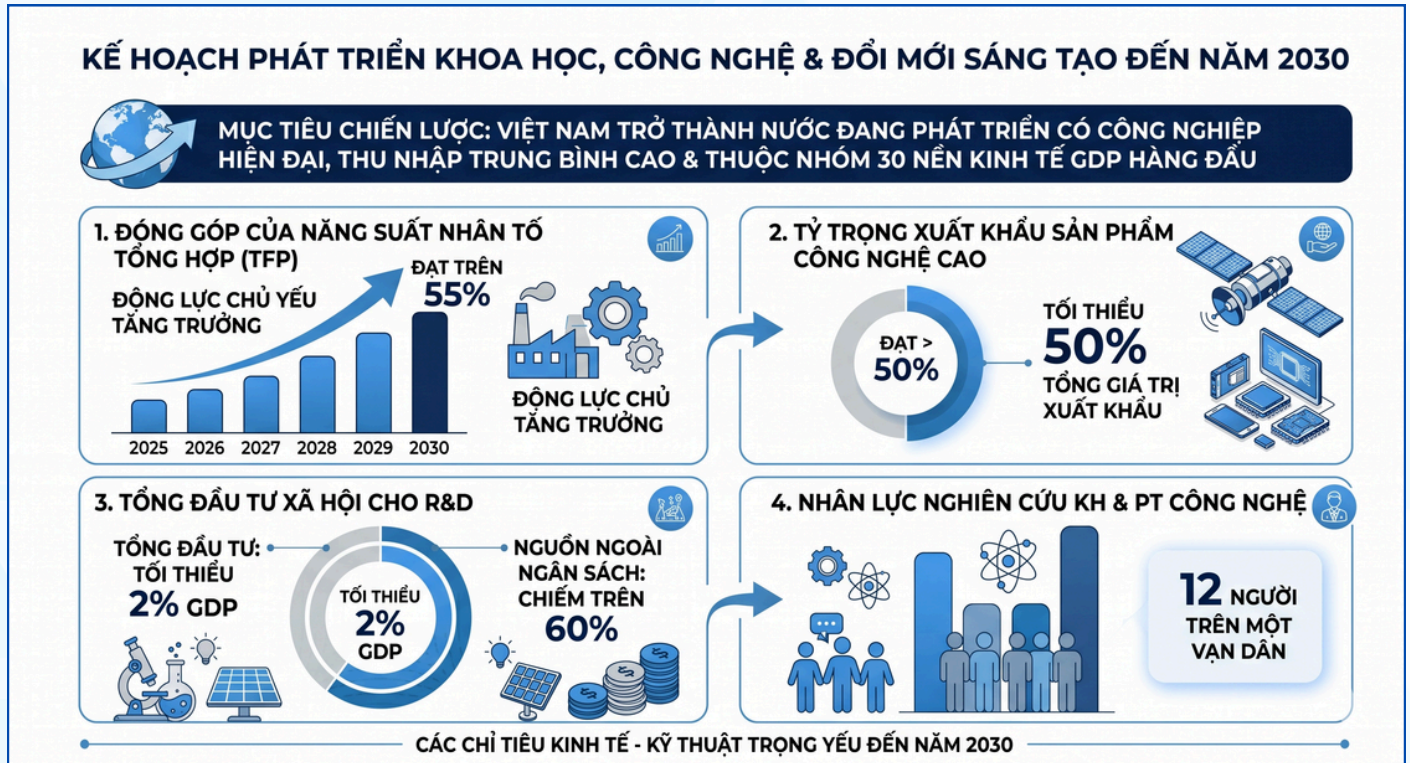 KẾ HOẠCH PHÁT TRIỂN KHOA HỌC, CÔNG NGHỆ & ĐỔI MỚI SÁNG TẠO ĐẾN NĂM 2030
MỤC TIÊU CHIẾN LƯỢC: VIỆT NAM TRỞ THÀNH NƯỚC ĐANG PHÁT TRIỂN CÓ CÔNG NGHIỆP
HIỆN ĐẠI, THU NHẬP TRUNG BÌNH CAO & THUỘC NHÓM 30 NỀN KINH TẾ GDP HÀNG ĐẦU
1. ĐÓNG GÓP CỦA NĂNG SUẤT NHÂN TỐ
TỔNG HỢP (TFP)
ĐẠT TRÊN
55%
ĐỘNG LỰC CHỦ YẾU
TĂNG TRƯỞNG
2025 2026 2027 2028 2029 2030
ĐỘNG LỰC CHỦ
TĂNG TRƯỞNG
2. TỶ TRỌNG XUẤT KHẨU SẢN PHẨM
CÔNG NGHỆ CAO
ĐẠT >
50%
TỐI THIỂU
50%
TỔNG GIÁ TRỊ
XUẤT KHẨU
3. TỔNG ĐẦU TƯ XÃ HỘI CHO R&D
TỔNG ĐẦU TƯ:
TỐI THIỂU
2% GDP
TỐI THIỂU
2%
GDP
NGUỒN NGOÀI
NGÂN SÁCH:
CHIẾM TRÊN
60%
4. NHÂN LỰC NGHIÊN CỨU KH & PT CÔNG NGHỆ
12 NGƯỜI
TRÊN MỘT
VẠN DÂN
CÁC CHỈ TIÊU KINH TẾ - KỸ THUẬT TRỌNG YẾU ĐẾN NĂM 2030